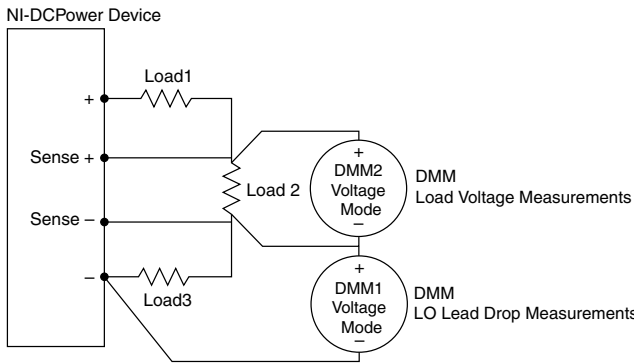 NI-DCPower Device
Load1
+
Sense +
Load 2
Sense –
–
Load3
+
DMM2
Voltage
Mode
–
DMM
Load Voltage Measurements
+
DMM1
Voltage
Mode
–
DMM
LO Lead Drop Measurements